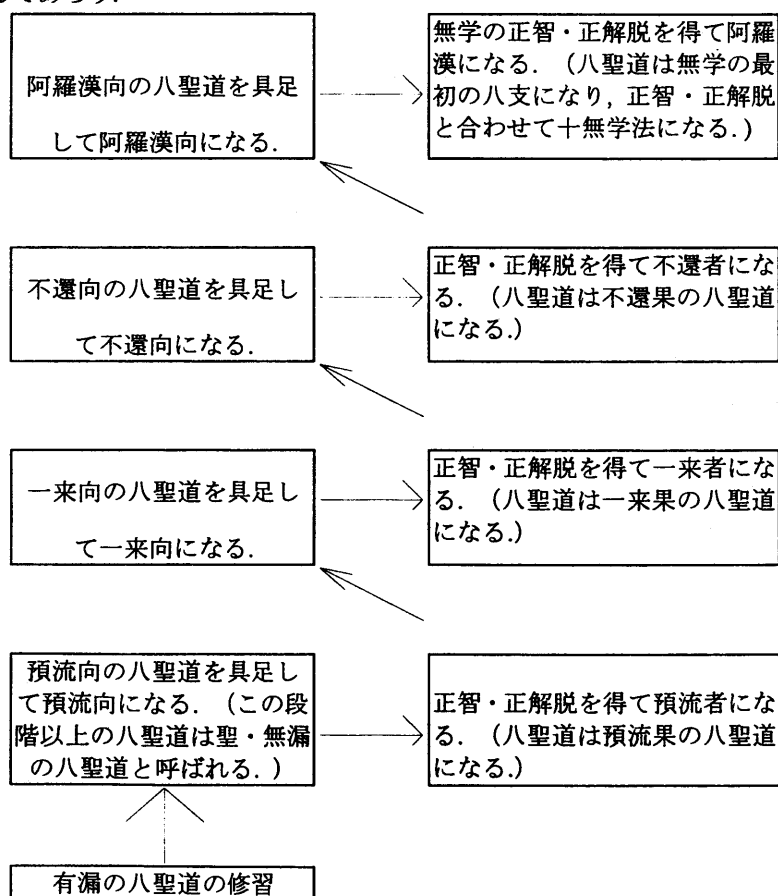 阿羅漢向の八聖道を具足
して阿羅漢向になる.
無学の正智・正解脱を得て阿羅
漢になる. （八聖道は無学の最
初の八支になり, 正智・正解脱
と合わせて十無学法になる.）
不還向の八聖道を具足し
て不還向になる.
正智・正解脱を得て不還者にな
る. （八聖道は不還果の八聖道
になる.）
一来向の八聖道を具足し
て一来向になる.
正智・正解脱を得て一来者にな
る. （八聖道は一来果の八聖道
になる.）
預流向の八聖道を具足し
て預流向になる. （この段
階以上の八聖道は聖・無漏
の八聖道と呼ばれる. ）
正智・正解脱を得て預流者にな
る. （八聖道は預流果の八聖道
になる.）
有漏の八聖道の修習